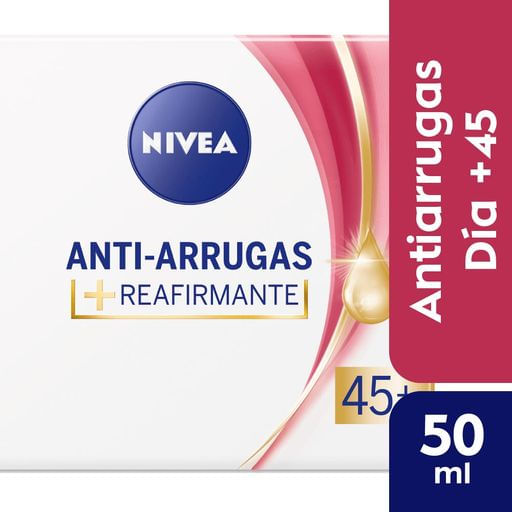 NIVEA
ANTI-ARRUGAS
+ REAFIRMANTE
45+
Antiarrugas
Día +45
50
ml